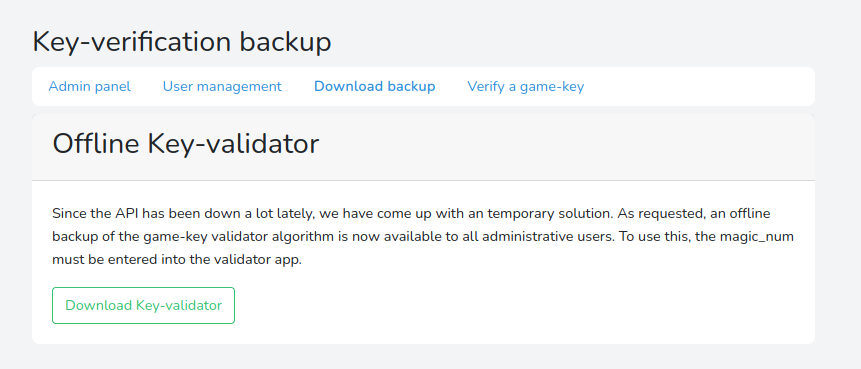 Key-verification backup
Admin panel User management Download backup Verify a game-key
Offline Key-validator
Since the API has been down a lot lately, we have come up with an temporary solution. As requested, an offline
backup of the game-key validator algorithm is now available to all administrative users. To use this, the magic_num
must be entered into the validator app.
Download Key-validator